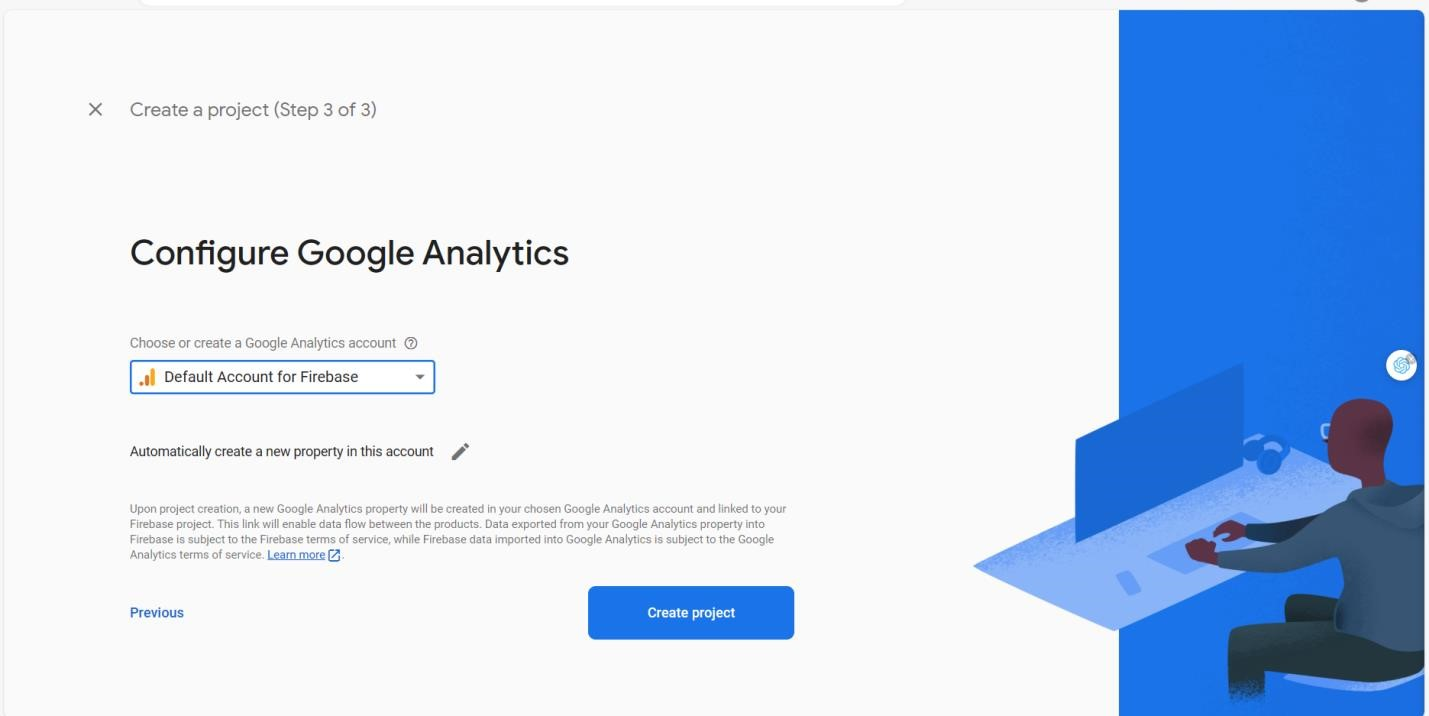 Create a project (Step 3 of 3)
Configure Google Analytics
Choose or create a Google Analytics account
Default Account for Firebase
Automatically create a new property in this account
Upon project creation, a new Google Analytics property will be created in your chosen Google Analytics account and linked to your
Firebase project. This link will enable data flow between the products. Data exported from your Google Analytics property into
Firebase is subject to the Firebase terms of service, while Firebase data imported into Google Analytics is subject to the Google
Analytics terms of service. Learn more.
Previous
Create project